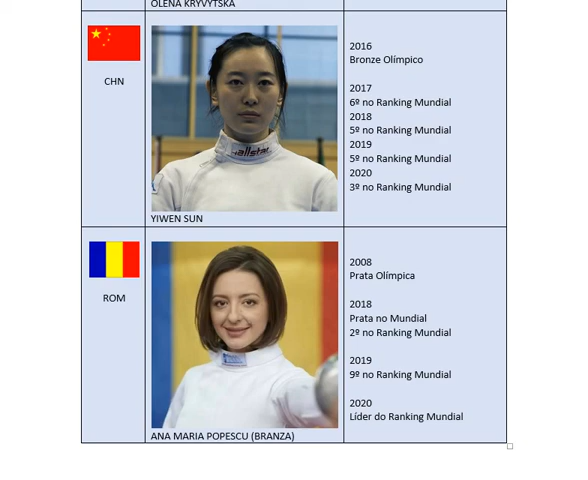 OLENA KRYVYTSKA
CHN
allstar
YIWEN SUN
2016
Bronze Olímpico
2017
6º no Ranking Mundial
2018
5º no Ranking Mundial
2019
5º no Ranking Mundial
2020
3º no Ranking Mundial
ROM
ANA MARIA POPESCU (BRANZA)
2008
Prata Olímpica
2018
Prata no Mundial
2º no Ranking Mundial
2019
9º no Ranking Mundial
2020
Líder do Ranking Mundial